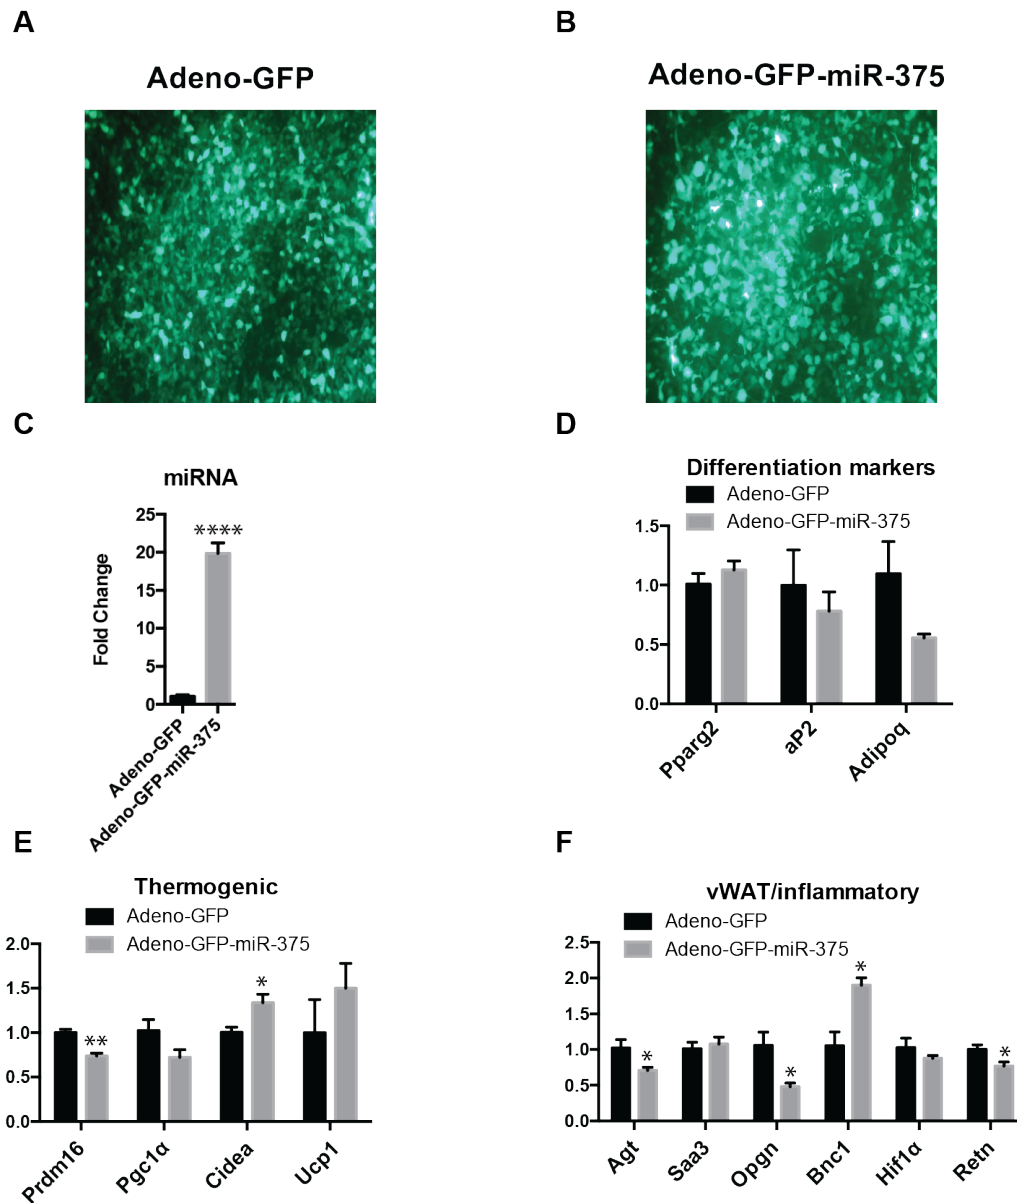 A
B
Adeno-GFP
Adeno-GFP-miR-375
C
D
miRNA
25
20
15
10
5
0
Fold Change
****
Adeno-GFP
Adeno-GFP-miR-375
Differentiation markers
Adeno-GFP
Adeno-GFP-miR-375
1.5
1.0
0.5
0.0
Pparg2
aP2
Adipoq
E
F
Thermogenic
Adeno-GFP
Adeno-GFP-miR-375
2.0
1.5
1.0
0.5
0.0
**
*
Prdm16
Pgc1α
Cidea
Ucp1
vWAT/inflammatory
Adeno-GFP
Adeno-GFP-miR-375
2.5
2.0
1.5
1.0
0.5
0.0
*
*
*
*
Agt
Saa3
Opgn
Bnc1
Hif1α
Retn